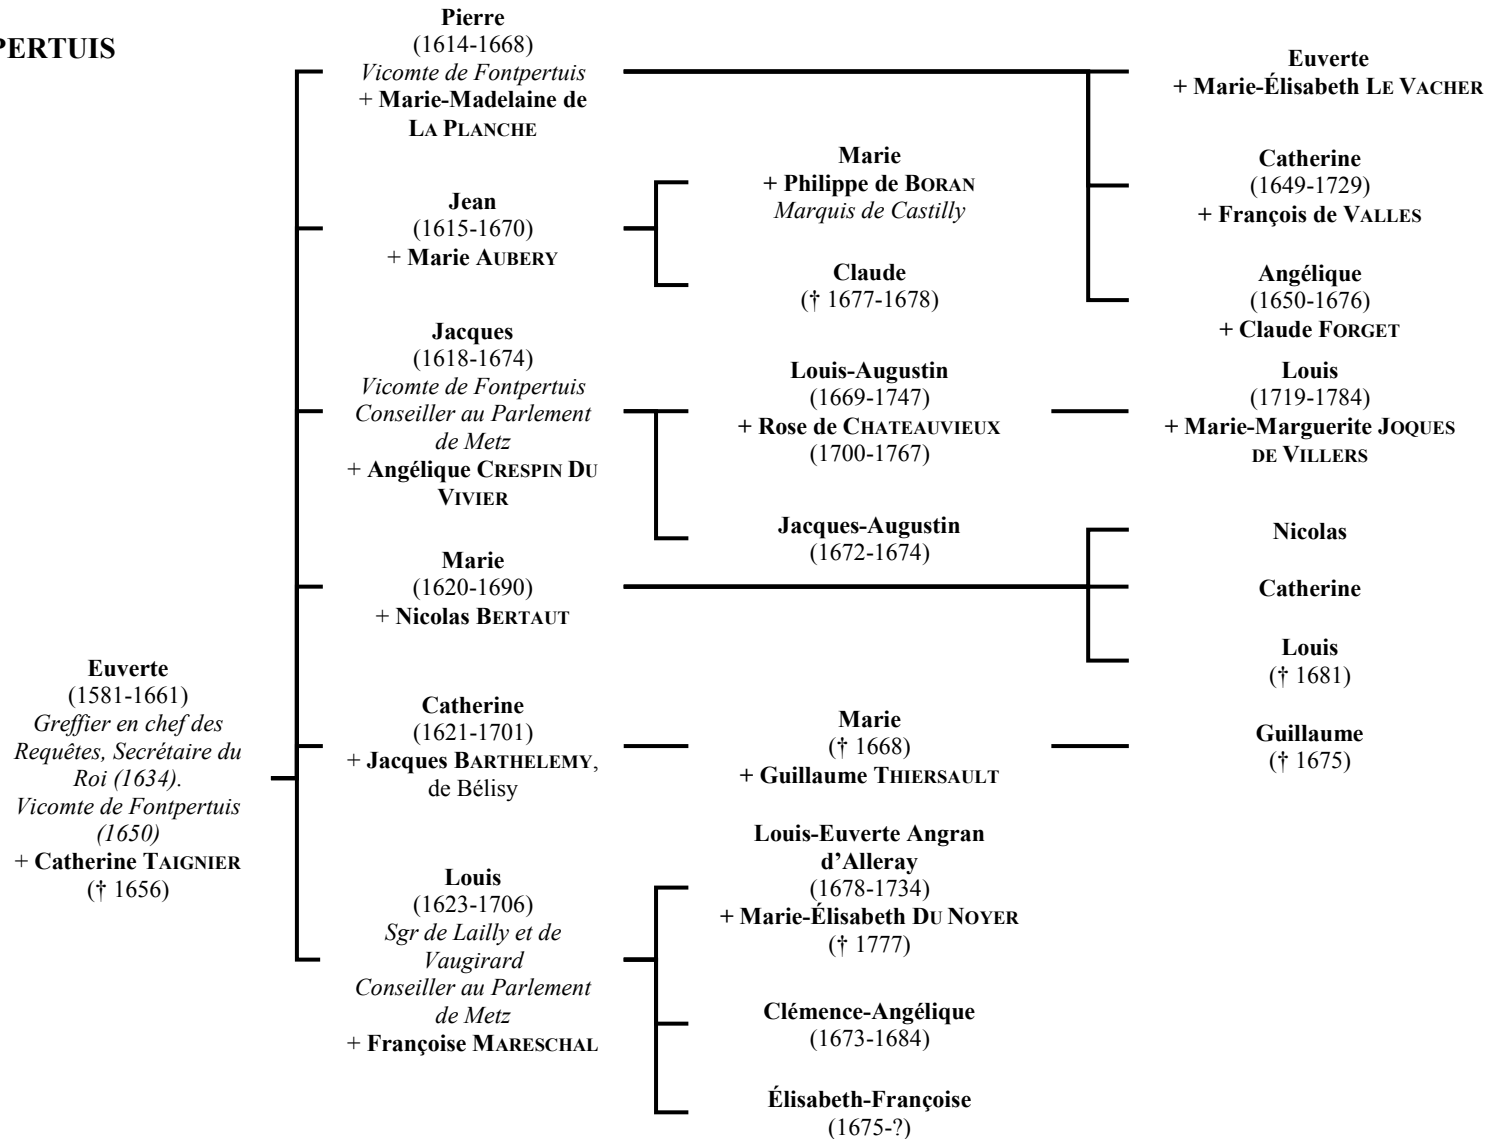 PERTUIS
Pierre
(1614-1668)
Vicomte de Fontpertuis
+ Marie-Madelaine de
LA PLANCHE
Euverte
+ Marie-Élisabeth LE VACHER
Catherine
(1649-1729)
+ François de VALLES
Angélique
(1650-1676)
+ Claude FORGET
Jean
(1615-1670)
+ Marie AUBERY
Marie
+ Philippe de BORAN
Marquis de Castilly
Claude
(† 1677-1678)
Jacques
(1618-1674)
Vicomte de Fontpertuis
Conseiller au Parlement
de Metz
+ Angélique CRESPIN DU
VIVIER
Louis-Augustin
(1669-1747)
+ Rose de CHATEAUVIEUX
(1700-1767)
Louis
(1719-1784)
+ Marie-Marguerite JOQUES
DE VILLERS
Jacques-Augustin
(1672-1674)
Marie
(1620-1690)
+ Nicolas BERTAUT
Nicolas
Catherine
Louis
(† 1681)
Euverte
(1581-1661)
Greffier en chef des
Requêtes, Secrétaire du
Roi (1634).
Vicomte de Fontpertuis
(1650)
+ Catherine TAIGNIER
(† 1656)
Catherine
(1621-1701)
+ Jacques BARTHELEMY,
de Bélisy
Marie
(† 1668)
+ Guillaume THIERSAULT
Guillaume
(† 1675)
Louis
(1623-1706)
Sgr de Lailly et de
Vaugirard
Conseiller au Parlement
de Metz
+ Françoise MARESCHAL
Louis-Euverte Angran
d’Alleray
(1678-1734)
+ Marie-Élisabeth DU NOYER
(† 1777)
Clémence-Angélique
(1673-1684)
Élisabeth-Françoise
(1675-?)